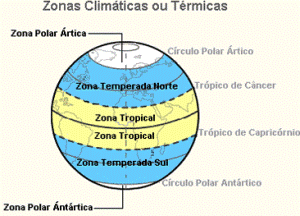 Zonas Climáticas ou Térmicas
Zona Polar Ártica
Círculo Polar Ártico
Zona Temperada Norte
Trópico de Câncer
Zona Tropical
Zona Tropical
Trópico de Capricórnio
Zona Temperada Sul
Círculo Polar Antártico
Zona Polar Antártica